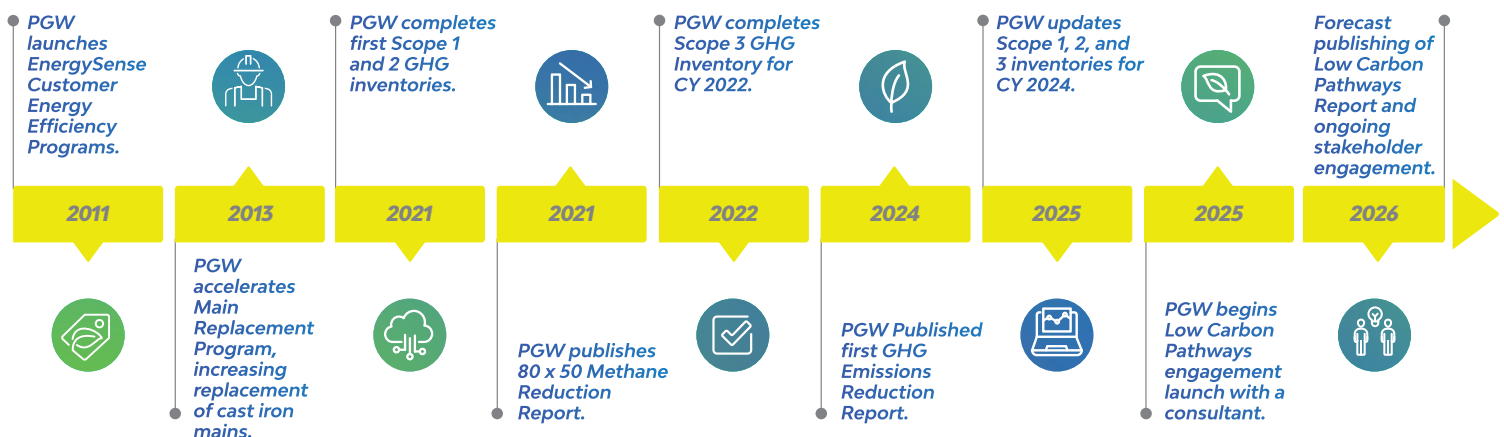 PGW
launches
EnergySense
Customer
Energy
Efficiency
Programs.
2011
2013
PGW
accelerates
Main
Replacement
Program,
increasing
replacement
of cast iron
mains.
PGW completes
first Scope 1
and 2 GHG
inventories.
2021
2021
PGW publishes
80 x 50 Methane
Reduction
Report.
PGW completes
Scope 3 GHG
Inventory for
CY 2022.
2022
2024
PGW Published
first GHG
Emissions
Reduction
Report.
PGW updates
Scope 1, 2, and
3 inventories for
CY 2024.
2025
2025
PGW begins
Low Carbon
Pathways
engagement
launch with a
consultant.
Forecast
publishing of
Low Carbon
Pathways
Report and
ongoing
stakeholder
engagement.
2026